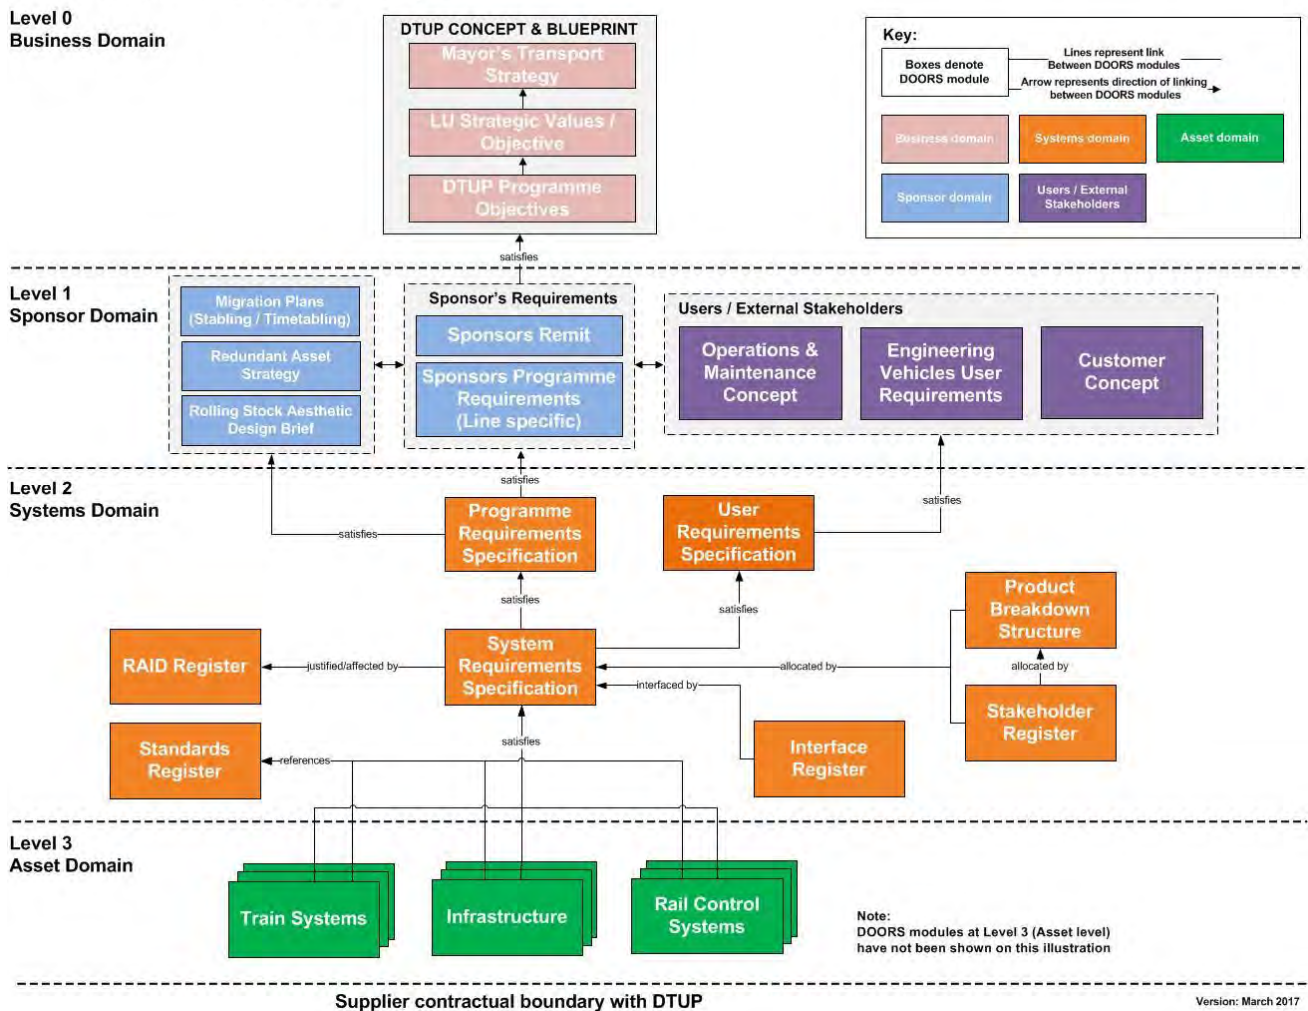 Level 0
Business Domain
DTUP CONCEPT & BLUEPRINT
Mayor's Transport
Strategy
LU Strategic Values /
Objective
DTUP Programme
Objectives
satisfies
Key:
Boxes denote
DOORS module
Lines represent link
Between DOORS modules
Arrow represents direction of linking
between DOORS modules
Business domain
Systems domain
Asset domain
Sponsor domain
Users / External
Stakeholders
Level 1
Sponsor Domain
Migration Plans
(Stabling / Timetabling)
Redundant Asset
Strategy
Rolling Stock Aesthetic
Design Brief
Sponsor's Requirements
Sponsors Remit
Sponsors Programme
Requirements
(Line specific)
Users / External Stakeholders
Operations &
Maintenance
Concept
Engineering
Vehicles User
Requirements
Customer
Concept
Level 2
Systems Domain
satisfies
satisfies
satisfies
Programme
Requirements
Specification
User
Requirements
Specification
satisfies
satisfies
Product
Breakdown
Structure
RAID Register
justified/affected by
System
Requirements
Specification
allocated by
allocated by
interfaced by
Stakeholder
Register
Standards
Register
references
satisfies
Interface
Register
Level 3
Asset Domain
Train Systems
Infrastructure
Rail Control
Systems
Note:
DOORS modules at Level 3 (Asset level)
have not been shown on this illustration
Supplier contractual boundary with DTUP
Version: March 2017